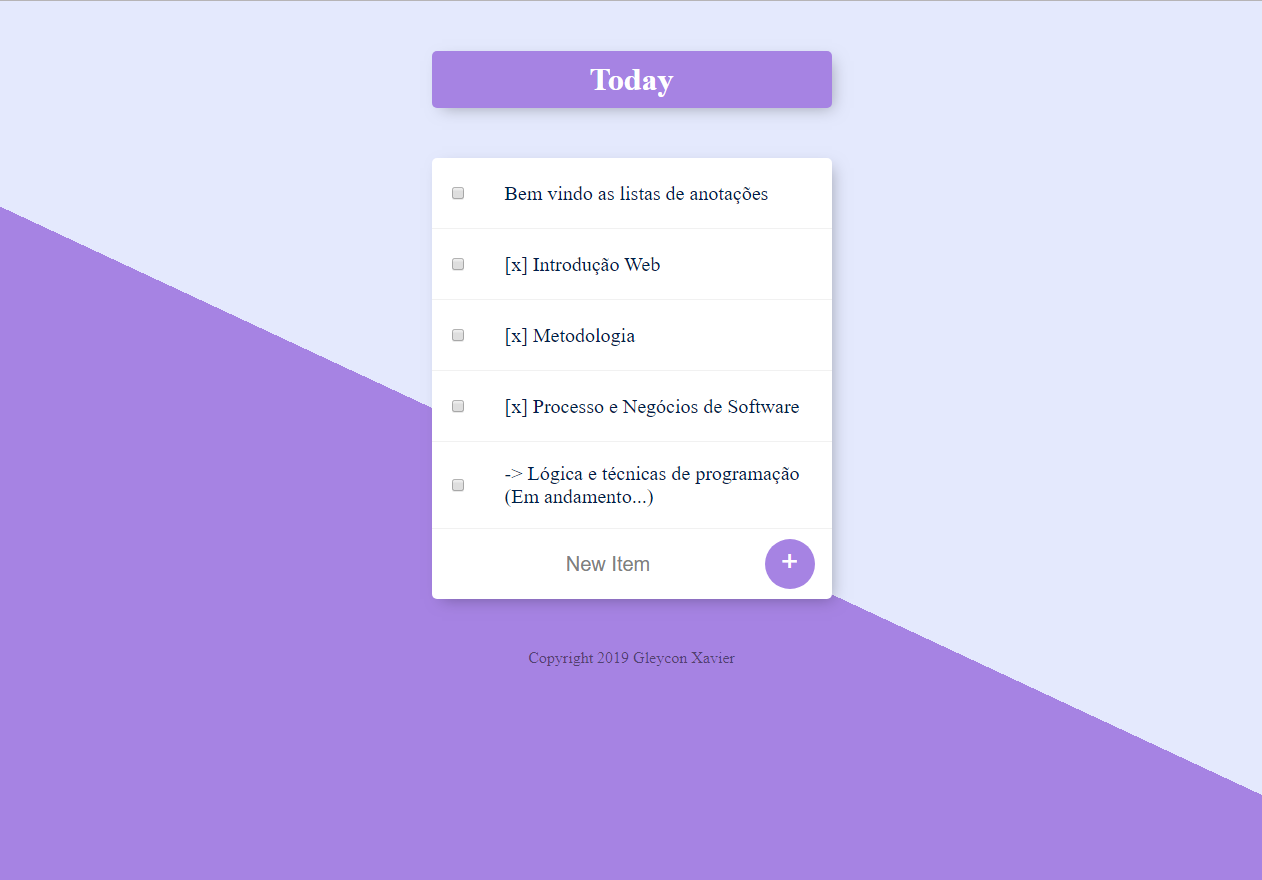 Today
Bem vindo as listas de anotações
[x] Introdução Web
[x] Metodologia
[x] Processo e Negócios de Software
-> Lógica e técnicas de programação
(Em andamento...)
New Item
+
Copyright 2019 Gleycon Xavier